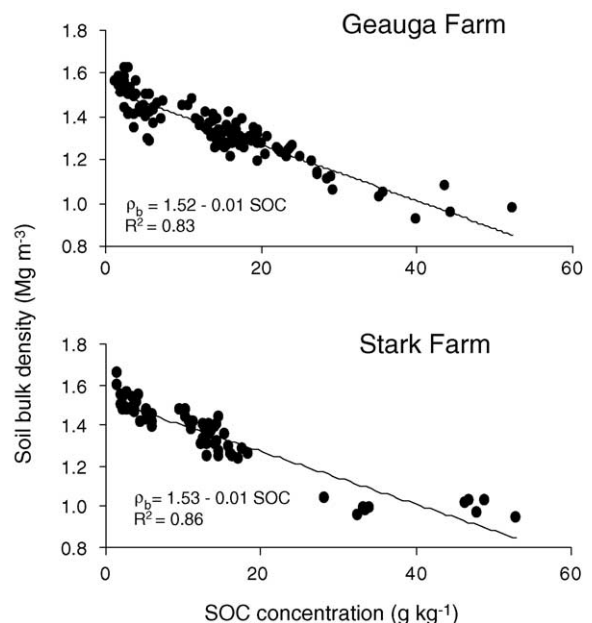 Geauga Farm
1.8
1.6
1.4
1.2
1.0
0.8
ρb = 1.52 - 0.01 SOC
R² = 0.83
0
20
40
60
Soil bulk density (Mg m⁻³)
Stark Farm
1.8
1.6
1.4
1.2
1.0
0.8
ρb = 1.53 - 0.01 SOC
R² = 0.86
0
20
40
60
SOC concentration (g kg⁻¹)